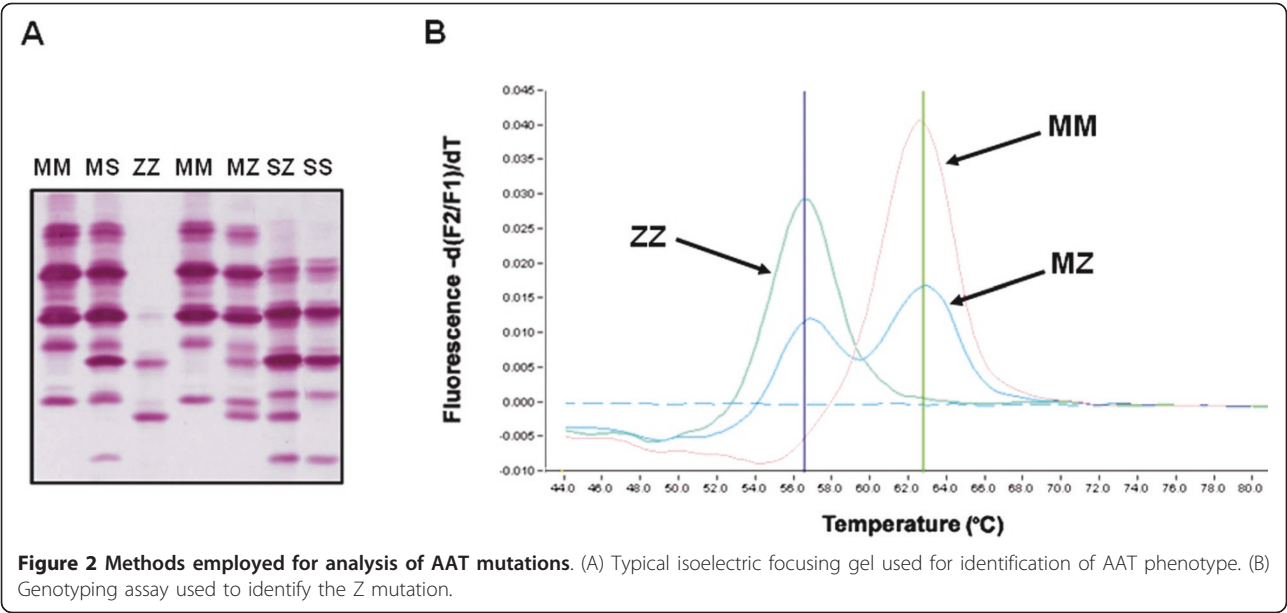 A
B
MM MS ZZ MM MZ SZ SS
Fluorescence -d(F2/F1)/dT
0.045
0.040
0.035
0.030
0.025
0.020
0.015
0.010
0.005
0.000
-0.005
-0.010
MM
ZZ
MZ
44.0 46.0 48.0 50.0 52.0 54.0 56.0 58.0 60.0 62.0 64.0 66.0 68.0 70.0 72.0 74.0 76.0 78.0 80.0
Temperature (ºC)
Figure 2 Methods employed for analysis of AAT mutations. (A) Typical isoelectric focusing gel used for identification of AAT phenotype. (B)
Genotyping assay used to identify the Z mutation.